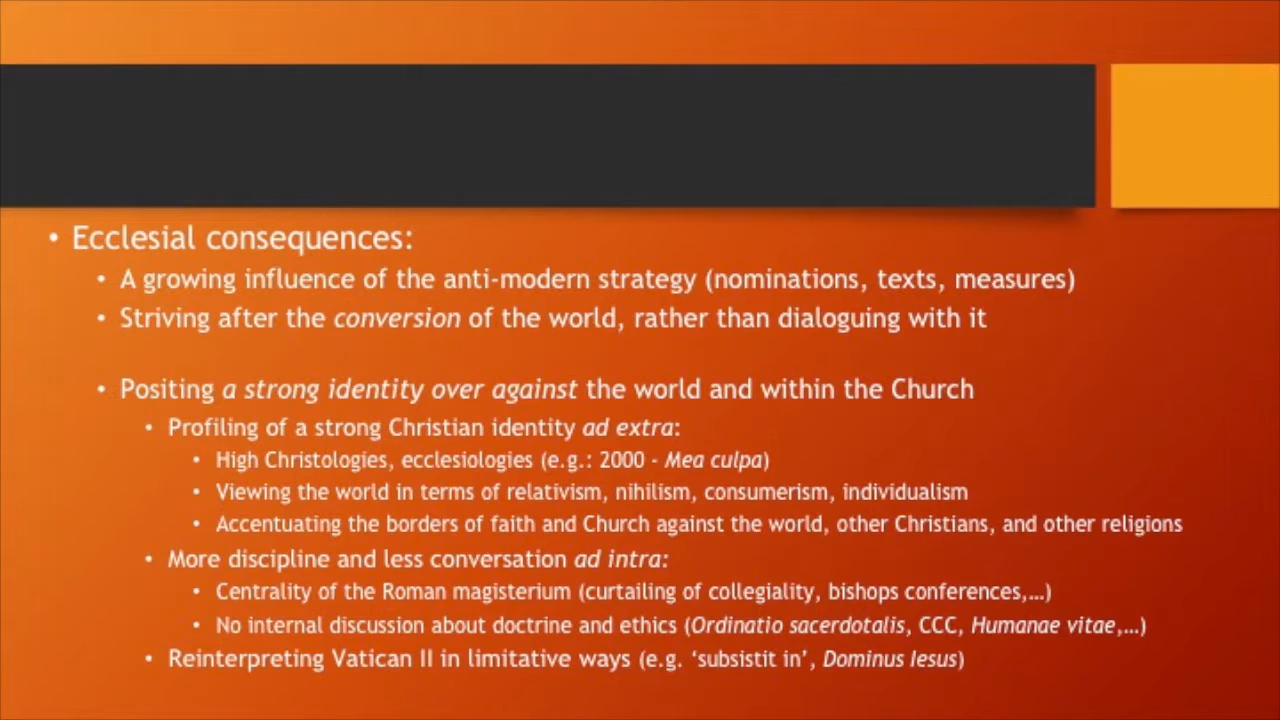 • Ecclesial consequences:
• A growing influence of the anti-modern strategy (nominations, texts, measures)
• Striving after the conversion of the world, rather than dialoguing with it
• Positing a strong identity over against the world and within the Church
• Profiling of a strong Christian identity ad extra:
• High Christologies, ecclesiologies (e.g.: 2000 - Mea culpa)
• Viewing the world in terms of relativism, nihilism, consumerism, individualism
• Accentuating the borders of faith and Church against the world, other Christians, and other religions
• More discipline and less conversation ad intra:
• Centrality of the Roman magisterium (curtailing of collegiality, bishops conferences,…)
• No internal discussion about doctrine and ethics (Ordinatio sacerdotalis, CCC, Humanae vitae,…)
• Reinterpreting Vatican II in limitative ways (e.g. ‘subsistit in’, Dominus Iesus)